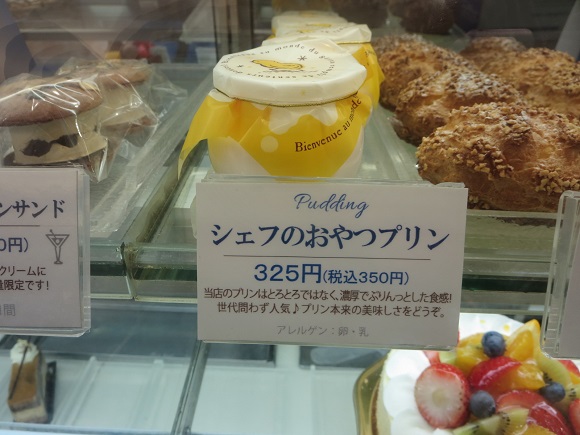 Bienvenue au monde
ンサンド
0円)
クリームに
量限定です!
間
Pudding
シェフのおやつプリン
325円(税込350円)
当店のプリンはとろとろではなく、濃厚でぷりんっとした食感!
世代問わず人気♪プリン本来の美味しさをどうぞ。
アレルゲン:卵・乳